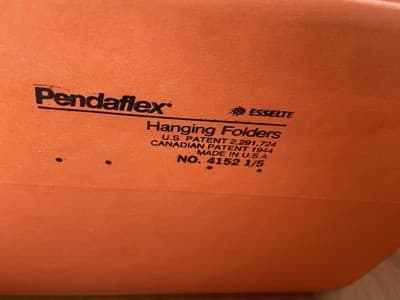 Pendaflex®
ESSELTE
Hanging Folders
U.S. PATENT 2,291,724
CANADIAN PATENT 1944
MADE IN U.S.A
NO. 4152 1/5